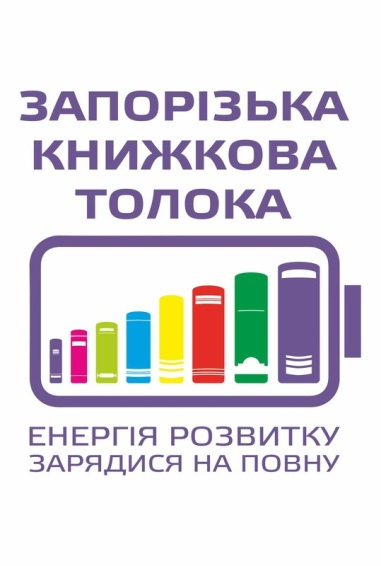 ЗАПОРІЗЬКА
КНИЖКОВА
ТОЛОКА
ЕНЕРГІЯ РОЗВИТКУ
ЗАРЯДИСЯ НА ПОВНУ